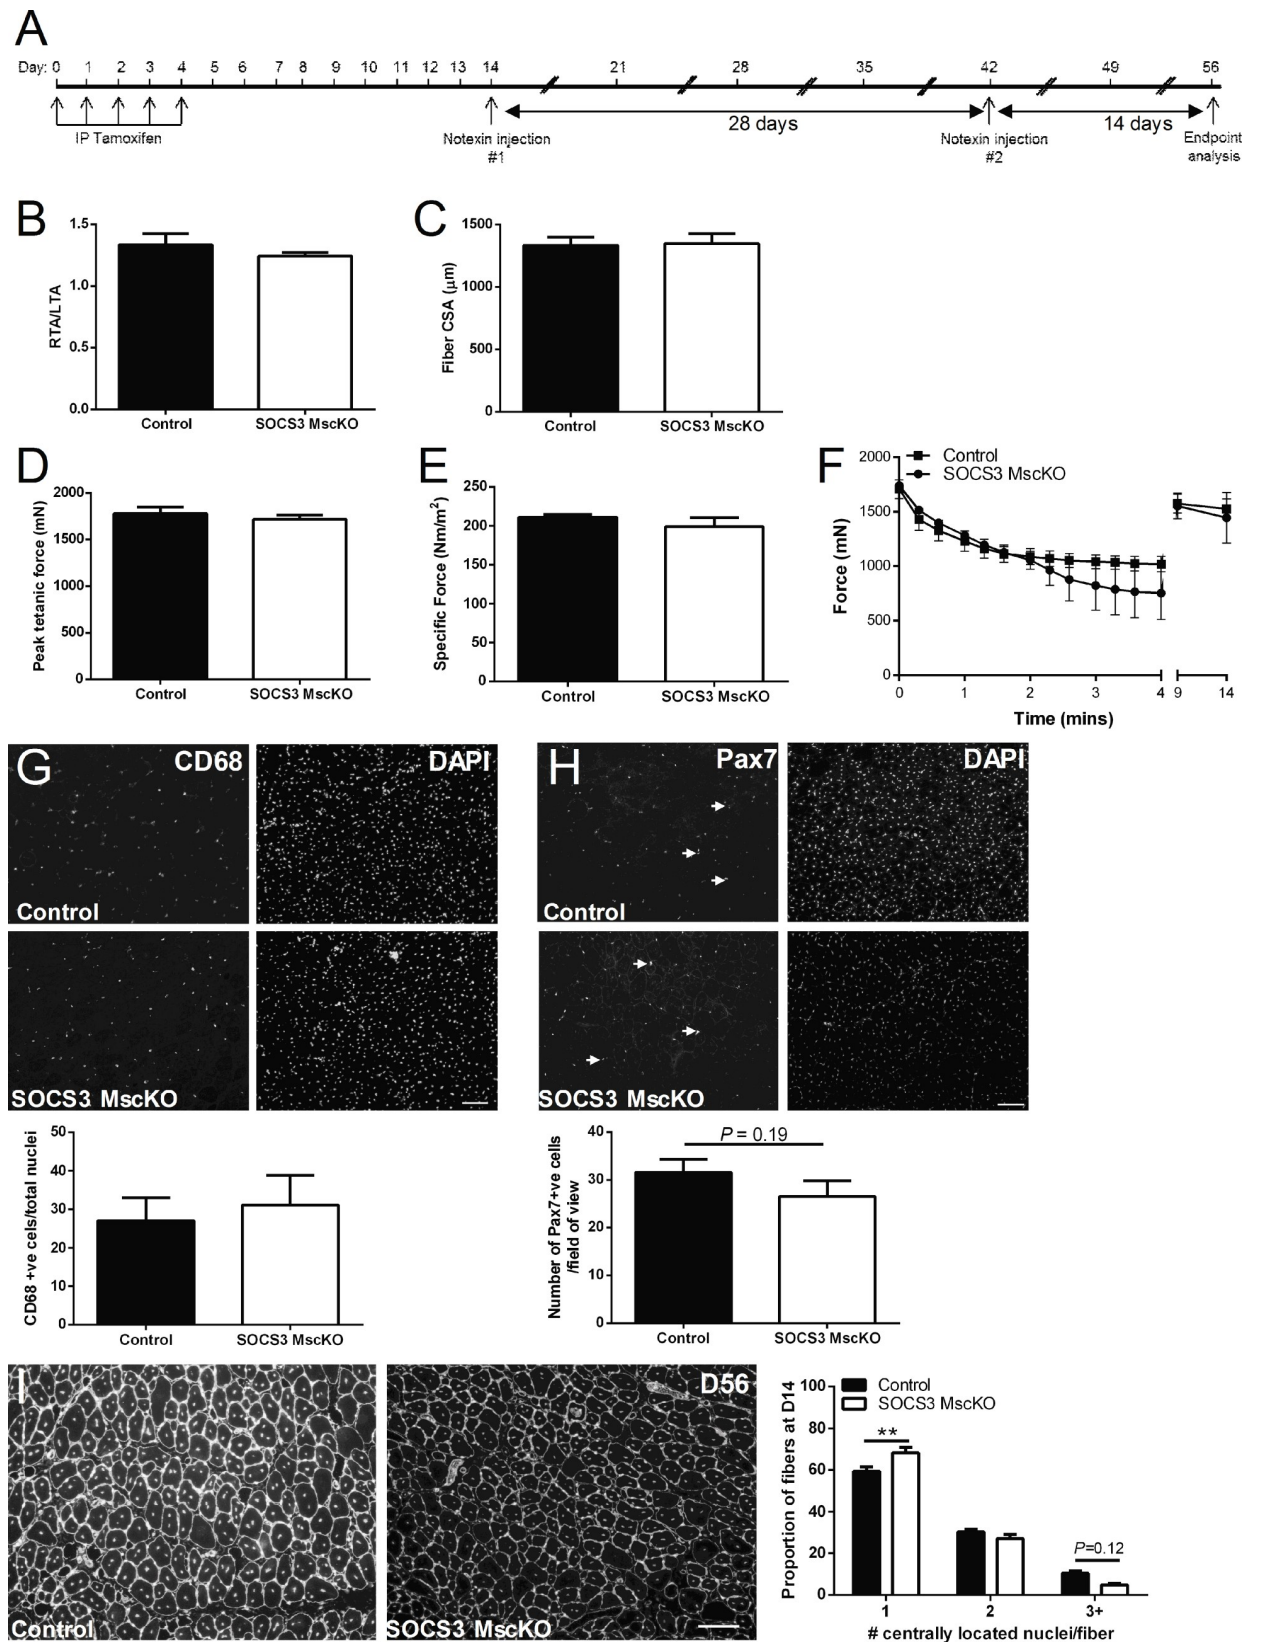 A
Day: 0 1 2 3 4 7 8 9 10 11 12 13 14 21 28 35 42 49 56
IP Tamoxifen
Notexin injection
#1
28 days
Notexin injection
#2
14 days
Endpoint
analysis
B
RTA/LTA
1.5
1.0
0.5
0.0
Control SOCS3 MscKO
C
Fiber CSA (μm)
1500
1000
500
0
Control SOCS3 MscKO
D
Peak tetanic force (mN)
2000
1500
1000
500
0
Control SOCS3 MscKO
E
Specific Force (Nm/m²)
250
200
150
100
50
0
Control SOCS3 MscKO
F
Control
SOCS3 MscKO
Force (mN)
2000
1500
1000
500
0
0 1 2 3 4 9 14
Time (mins)
G
CD68
DAPI
Control
SOCS3 MscKO
CD68 +ve cels/total nuclei
50
40
30
20
10
0
Control SOCS3 MscKO
H
Pax7
DAPI
Control
SOCS3 MscKO
Number of Pax7+ve cells
/field of view
40
30
20
10
0
P = 0.19
Control SOCS3 MscKO
I
Control
D56
SOCS3 MscKO
Proportion of fibers at D14
100
80
60
40
20
0
Control
SOCS3 MscKO
**
P=0.12
1 2 3+
# centrally located nuclei/fiber